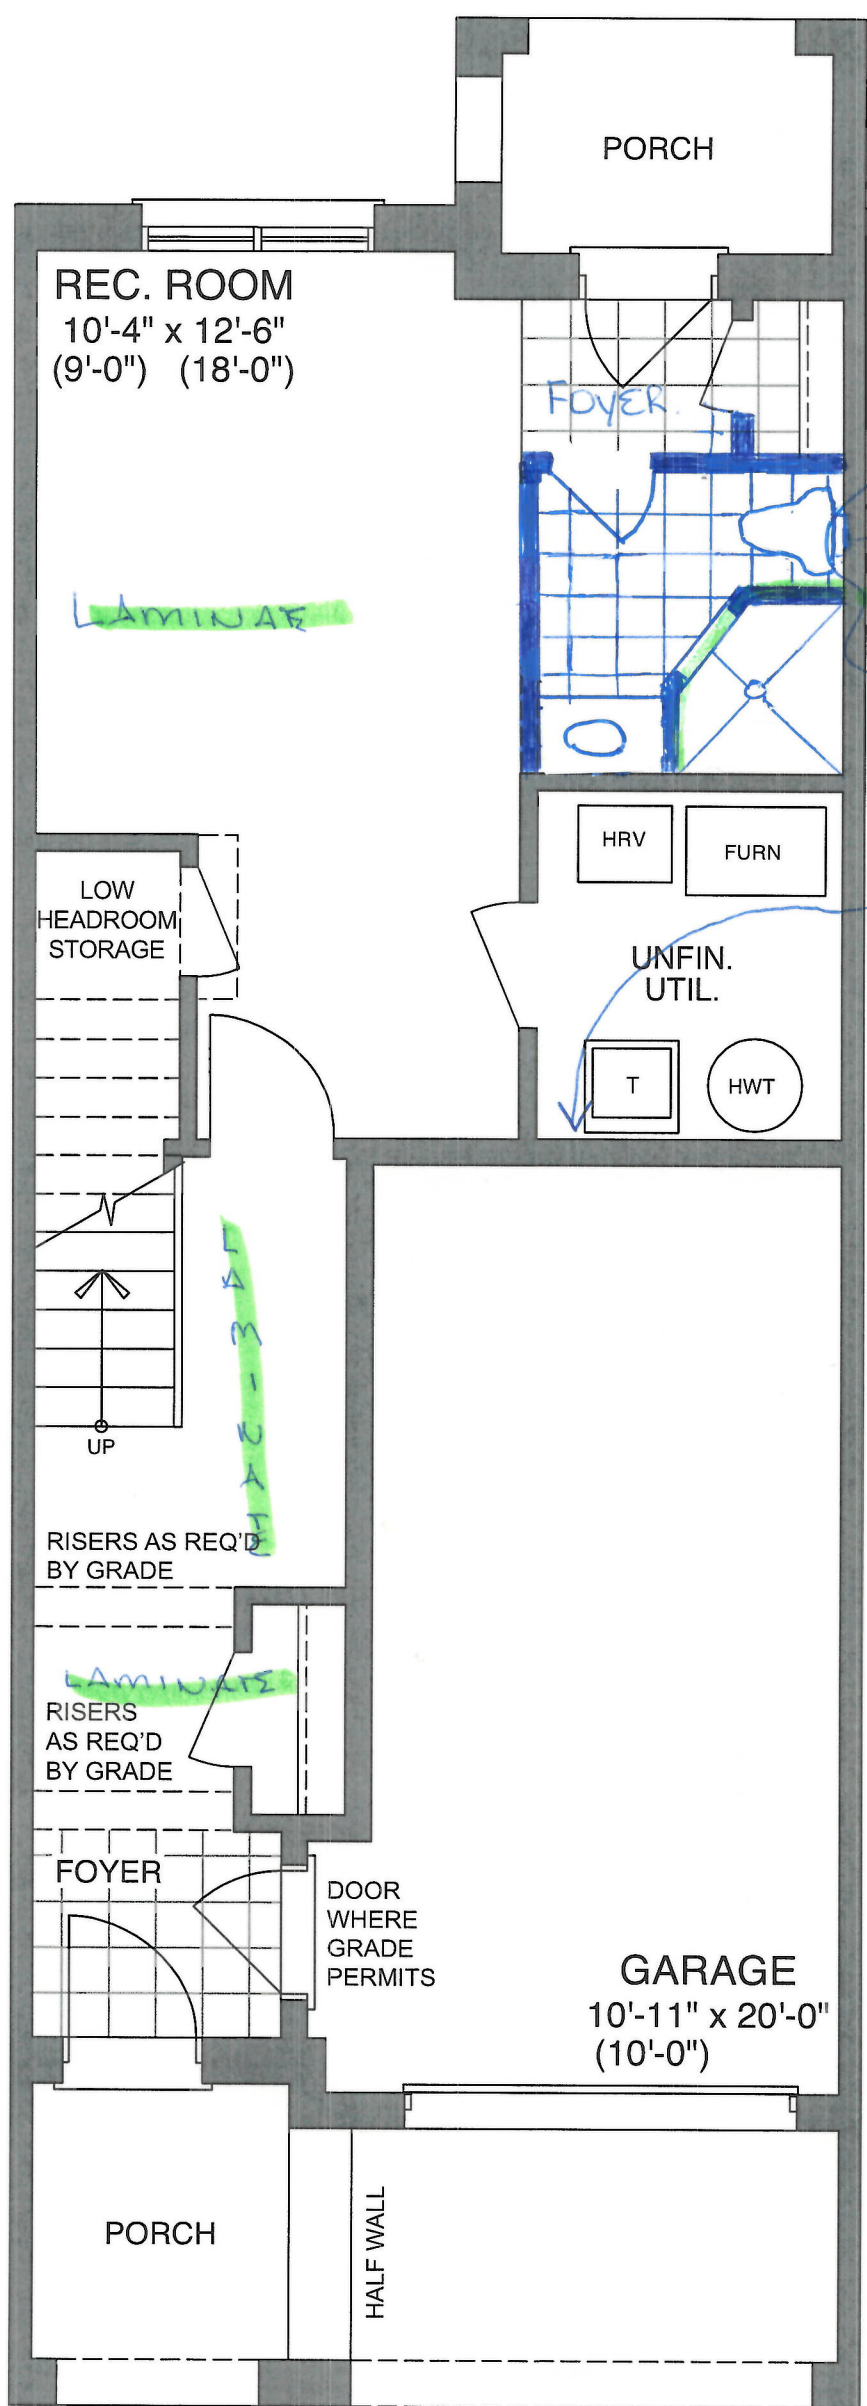 PORCH
REC. ROOM
10'-4" x 12'-6"
(9'-0") (18'-0")
FOYER
LAMINAE
HRV
FURN
LOW
HEADROOM
STORAGE
UNFIN.
UTIL.
T
HWT
LAMINATE
UP
RISERS AS REQ'D
BY GRADE
LAMINATE
RISERS
AS REQ'D
BY GRADE
FOYER
DOOR
WHERE
GRADE
PERMITS
GARAGE
10'-11" x 20'-0"
(10'-0")
PORCH
HALF WALL